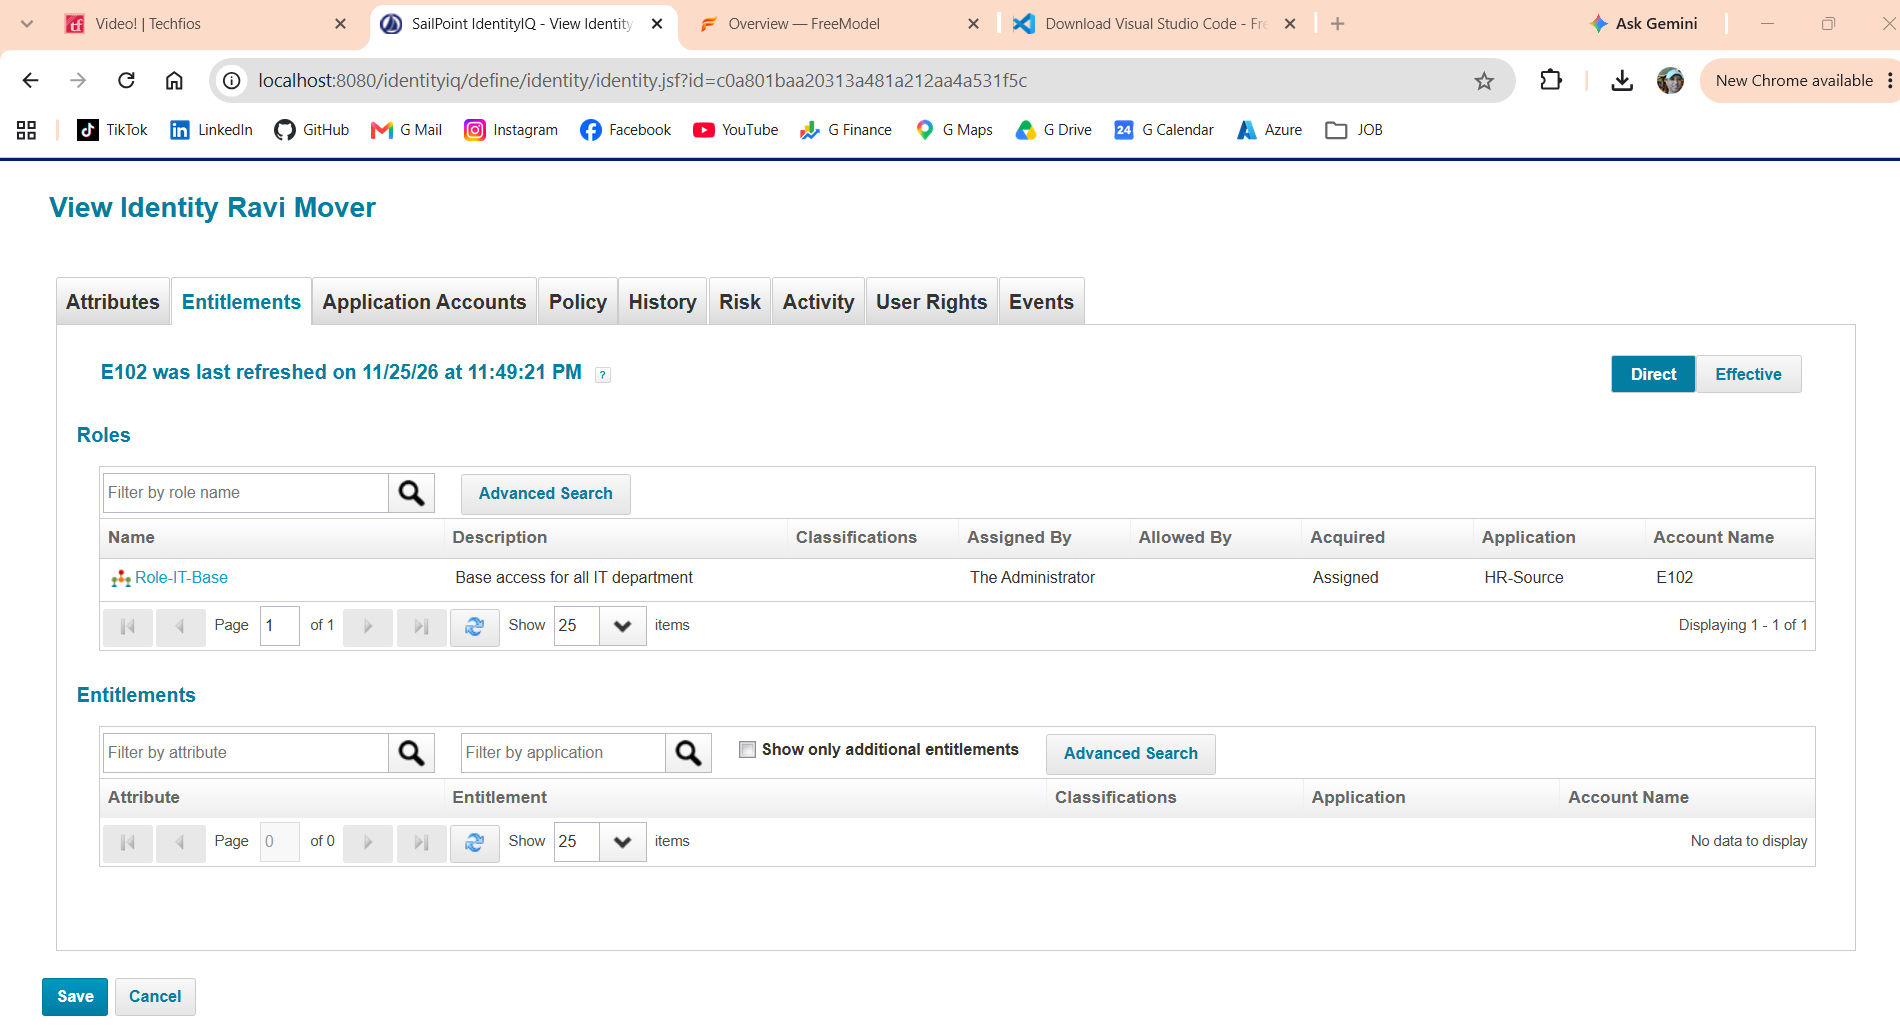 Video! | Techfios
SailPoint IdentityIQ - View Identity
Overview — FreeModel
Download Visual Studio Code - Fre
Ask Gemini
localhost:8080/identityiq/define/identity/identity.jsf?id=c0a801baa20313a481a212aa4a531f5c
New Chrome available
TikTok
LinkedIn
GitHub
G Mail
Instagram
Facebook
YouTube
G Finance
G Maps
G Drive
24
G Calendar
Azure
JOB
View Identity Ravi Mover
Attributes
Entitlements
Application Accounts
Policy
History
Risk
Activity
User Rights
Events
E102 was last refreshed on 11/25/26 at 11:49:21 PM ?
Direct
Effective
Roles
Filter by role name
Advanced Search
Name Description Classifications Assigned By Allowed By Acquired Application Account Name
Role-IT-Base Base access for all IT department The Administrator Assigned HR-Source E102
Page 1 of 1 Show 25 items Displaying 1 - 1 of 1
Entitlements
Filter by attribute
Filter by application
Show only additional entitlements
Advanced Search
Attribute Entitlement Classifications Application Account Name
Page 0 of 0 Show 25 items No data to display
Save
Cancel